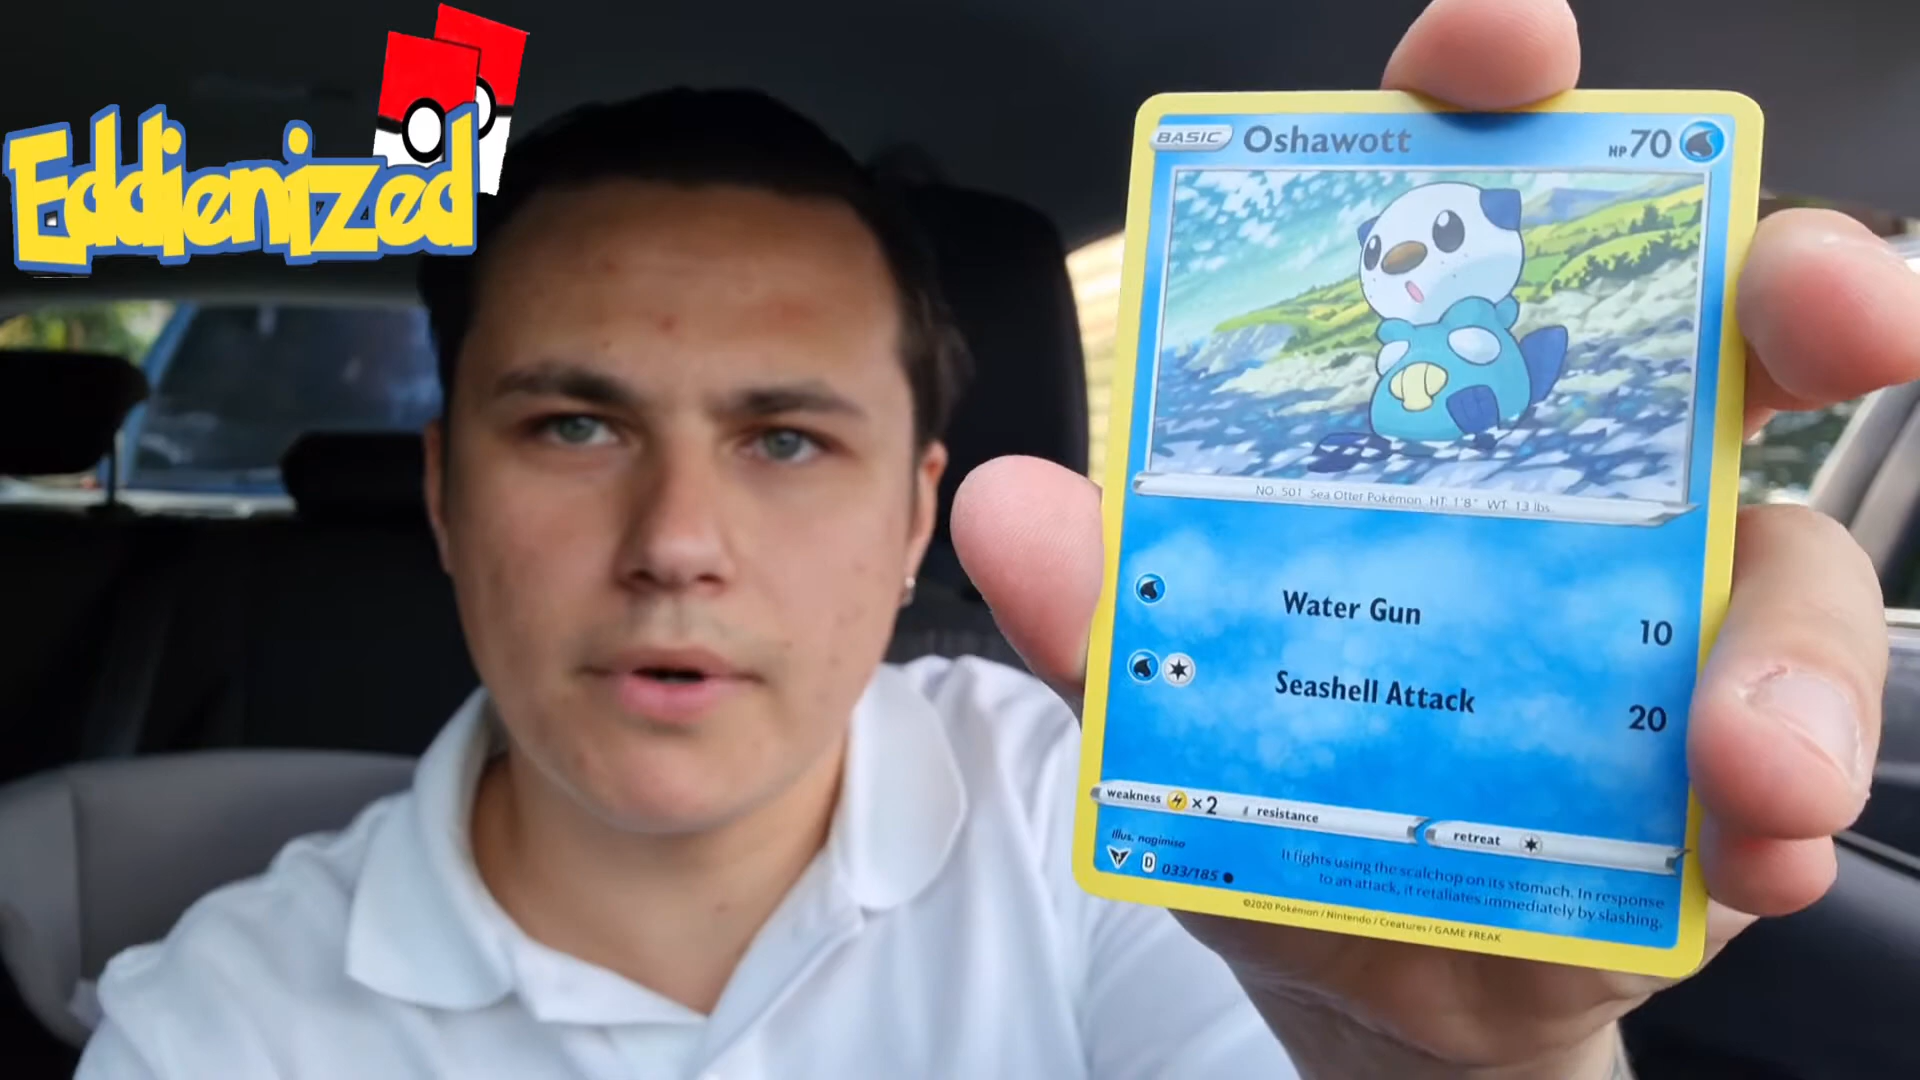 Eddienized
BASIC Oshawott HP 70
NO. 501 Sea Otter Pokémon HT: 1'8" WT: 13 lbs.
Water Gun 10
Seashell Attack 20
weakness ×2 resistance retreat
Illus. nagimiso
D 033/185
It fights using the scalchop on its stomach. In response
to an attack, it retaliates immediately by slashing.
©2020 Pokémon / Nintendo / Creatures / GAME FREAK